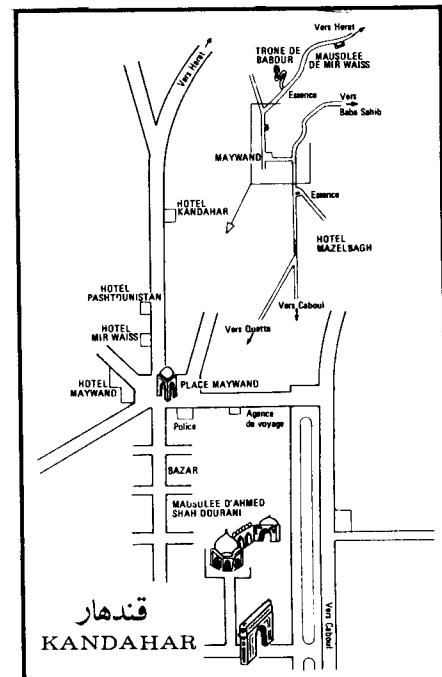 Vers Herat
TRONE DE
BABOUR
MAUSOLEE
DE MIR WAISS
Vers Herat
Essence
Vers
Baba Sahib
MAYWAND
Essence
HOTEL
KANDAHAR
HOTEL
MAZELBAGH
HOTEL
PASHTOUNISTAN
Vers Caboul
Vers Quetta
HOTEL
MIR WAISS
HOTEL
MAYWAND
PLACE MAYWAND
Police
Agence
de voyage
BAZAR
MAUSOLEE D'AHMED
SHAH DOURANI
قندهار
KANDAHAR
Vers Caboul